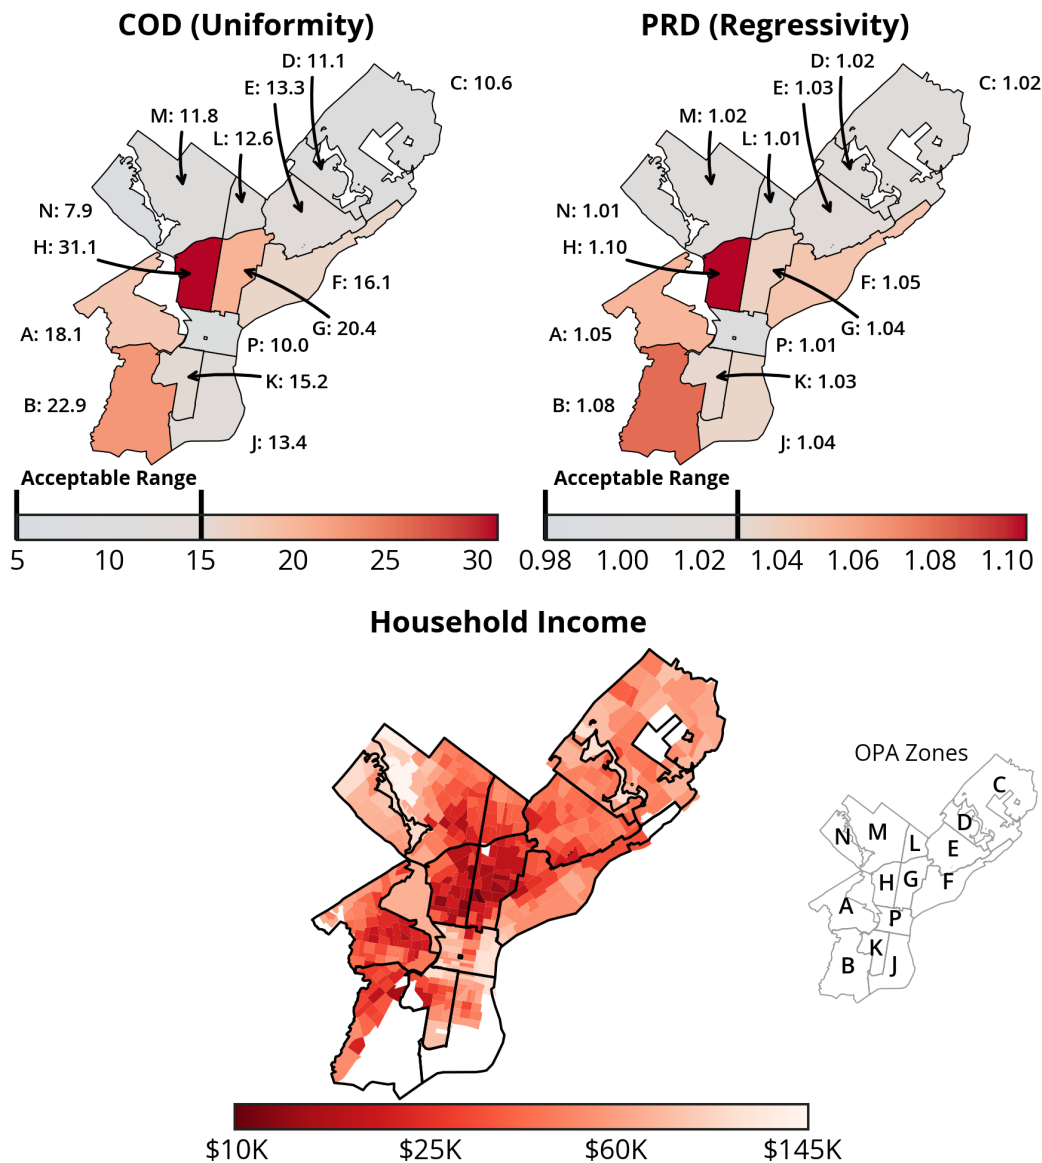 COD (Uniformity)
D: 11.1
E: 13.3
C: 10.6
M: 11.8
L: 12.6
N: 7.9
H: 31.1
F: 16.1
G: 20.4
A: 18.1
P: 10.0
K: 15.2
B: 22.9
J: 13.4
Acceptable Range
5 10 15 20 25 30
PRD (Regressivity)
D: 1.02
E: 1.03
C: 1.02
M: 1.02
L: 1.01
N: 1.01
H: 1.10
F: 1.05
G: 1.04
A: 1.05
P: 1.01
K: 1.03
B: 1.08
J: 1.04
Acceptable Range
0.98 1.00 1.02 1.04 1.06 1.08 1.10
Household Income
OPA Zones
C
D
N M L E
H G F
A P
K
B J
$10K $25K $60K $145K